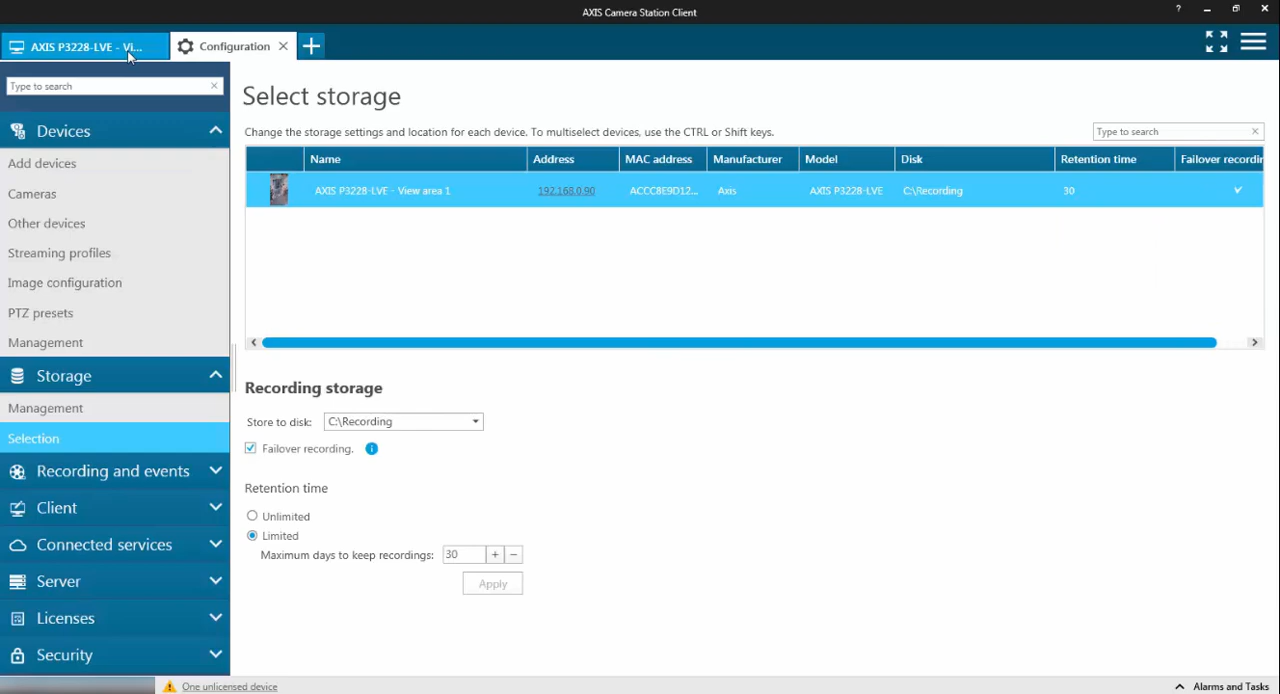 AXIS Camera Station Client
?
AXIS P3228-LVE - Vi...
Configuration
Type to search
Devices
Add devices
Cameras
Other devices
Streaming profiles
Image configuration
PTZ presets
Management
Storage
Management
Selection
Recording and events
Client
Connected services
Server
Licenses
Security
Select storage
Change the storage settings and location for each device. To multiselect devices, use the CTRL or Shift keys.
Type to search
Name Address MAC address Manufacturer Model Disk Retention time Failover recordin
AXIS P3228-LVE - View area 1 192.168.0.90 ACCC8E9D12... Axis AXIS P3228-LVE C:\Recording 30
Recording storage
Store to disk: C:\Recording
Failover recording.
Retention time
Unlimited
Limited
Maximum days to keep recordings: 30 + −
Apply
One unlicensed device
Alarms and Tasks